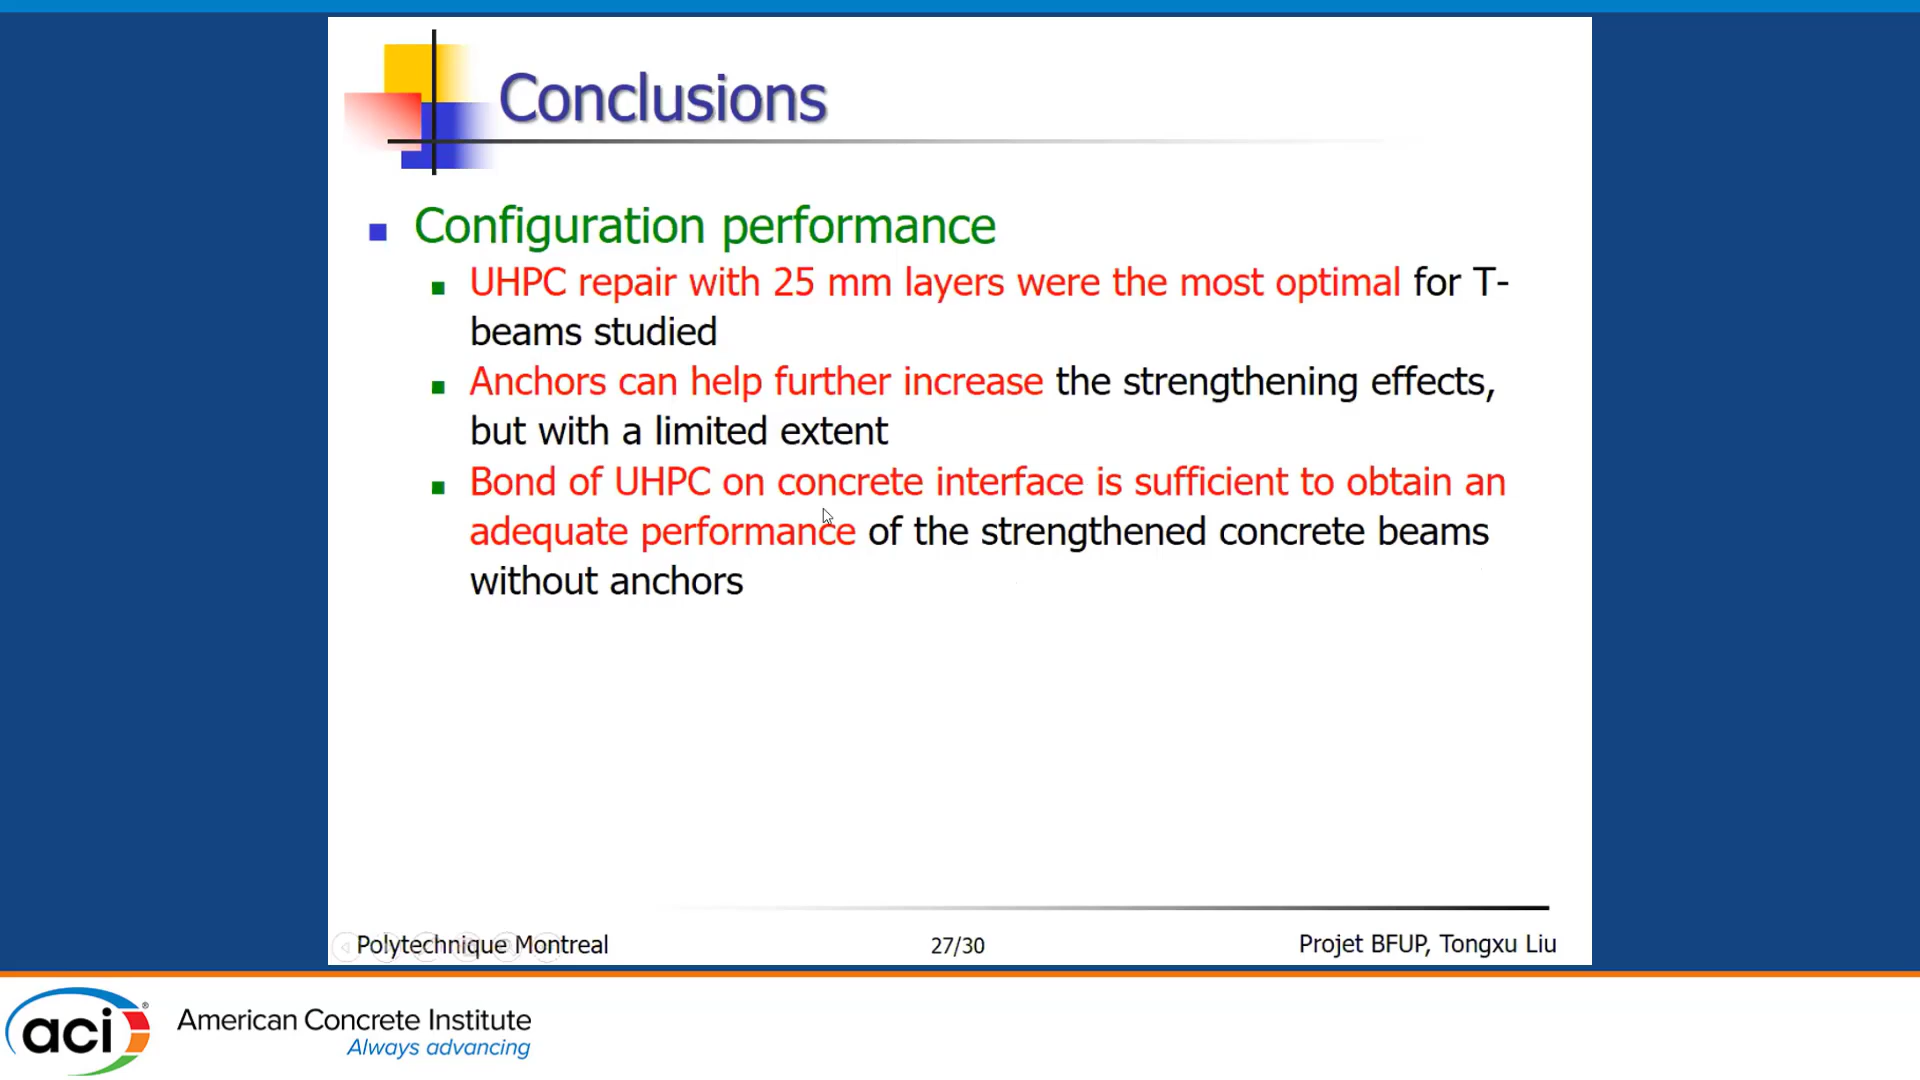 Conclusions
Configuration performance
UHPC repair with 25 mm layers were the most optimal for T-
beams studied
Anchors can help further increase the strengthening effects,
but with a limited extent
Bond of UHPC on concrete interface is sufficient to obtain an
adequate performance of the strengthened concrete beams
without anchors
Polytechnique Montreal
27/30
Projet BFUP, Tongxu Liu
aci®
American Concrete Institute
Always advancing